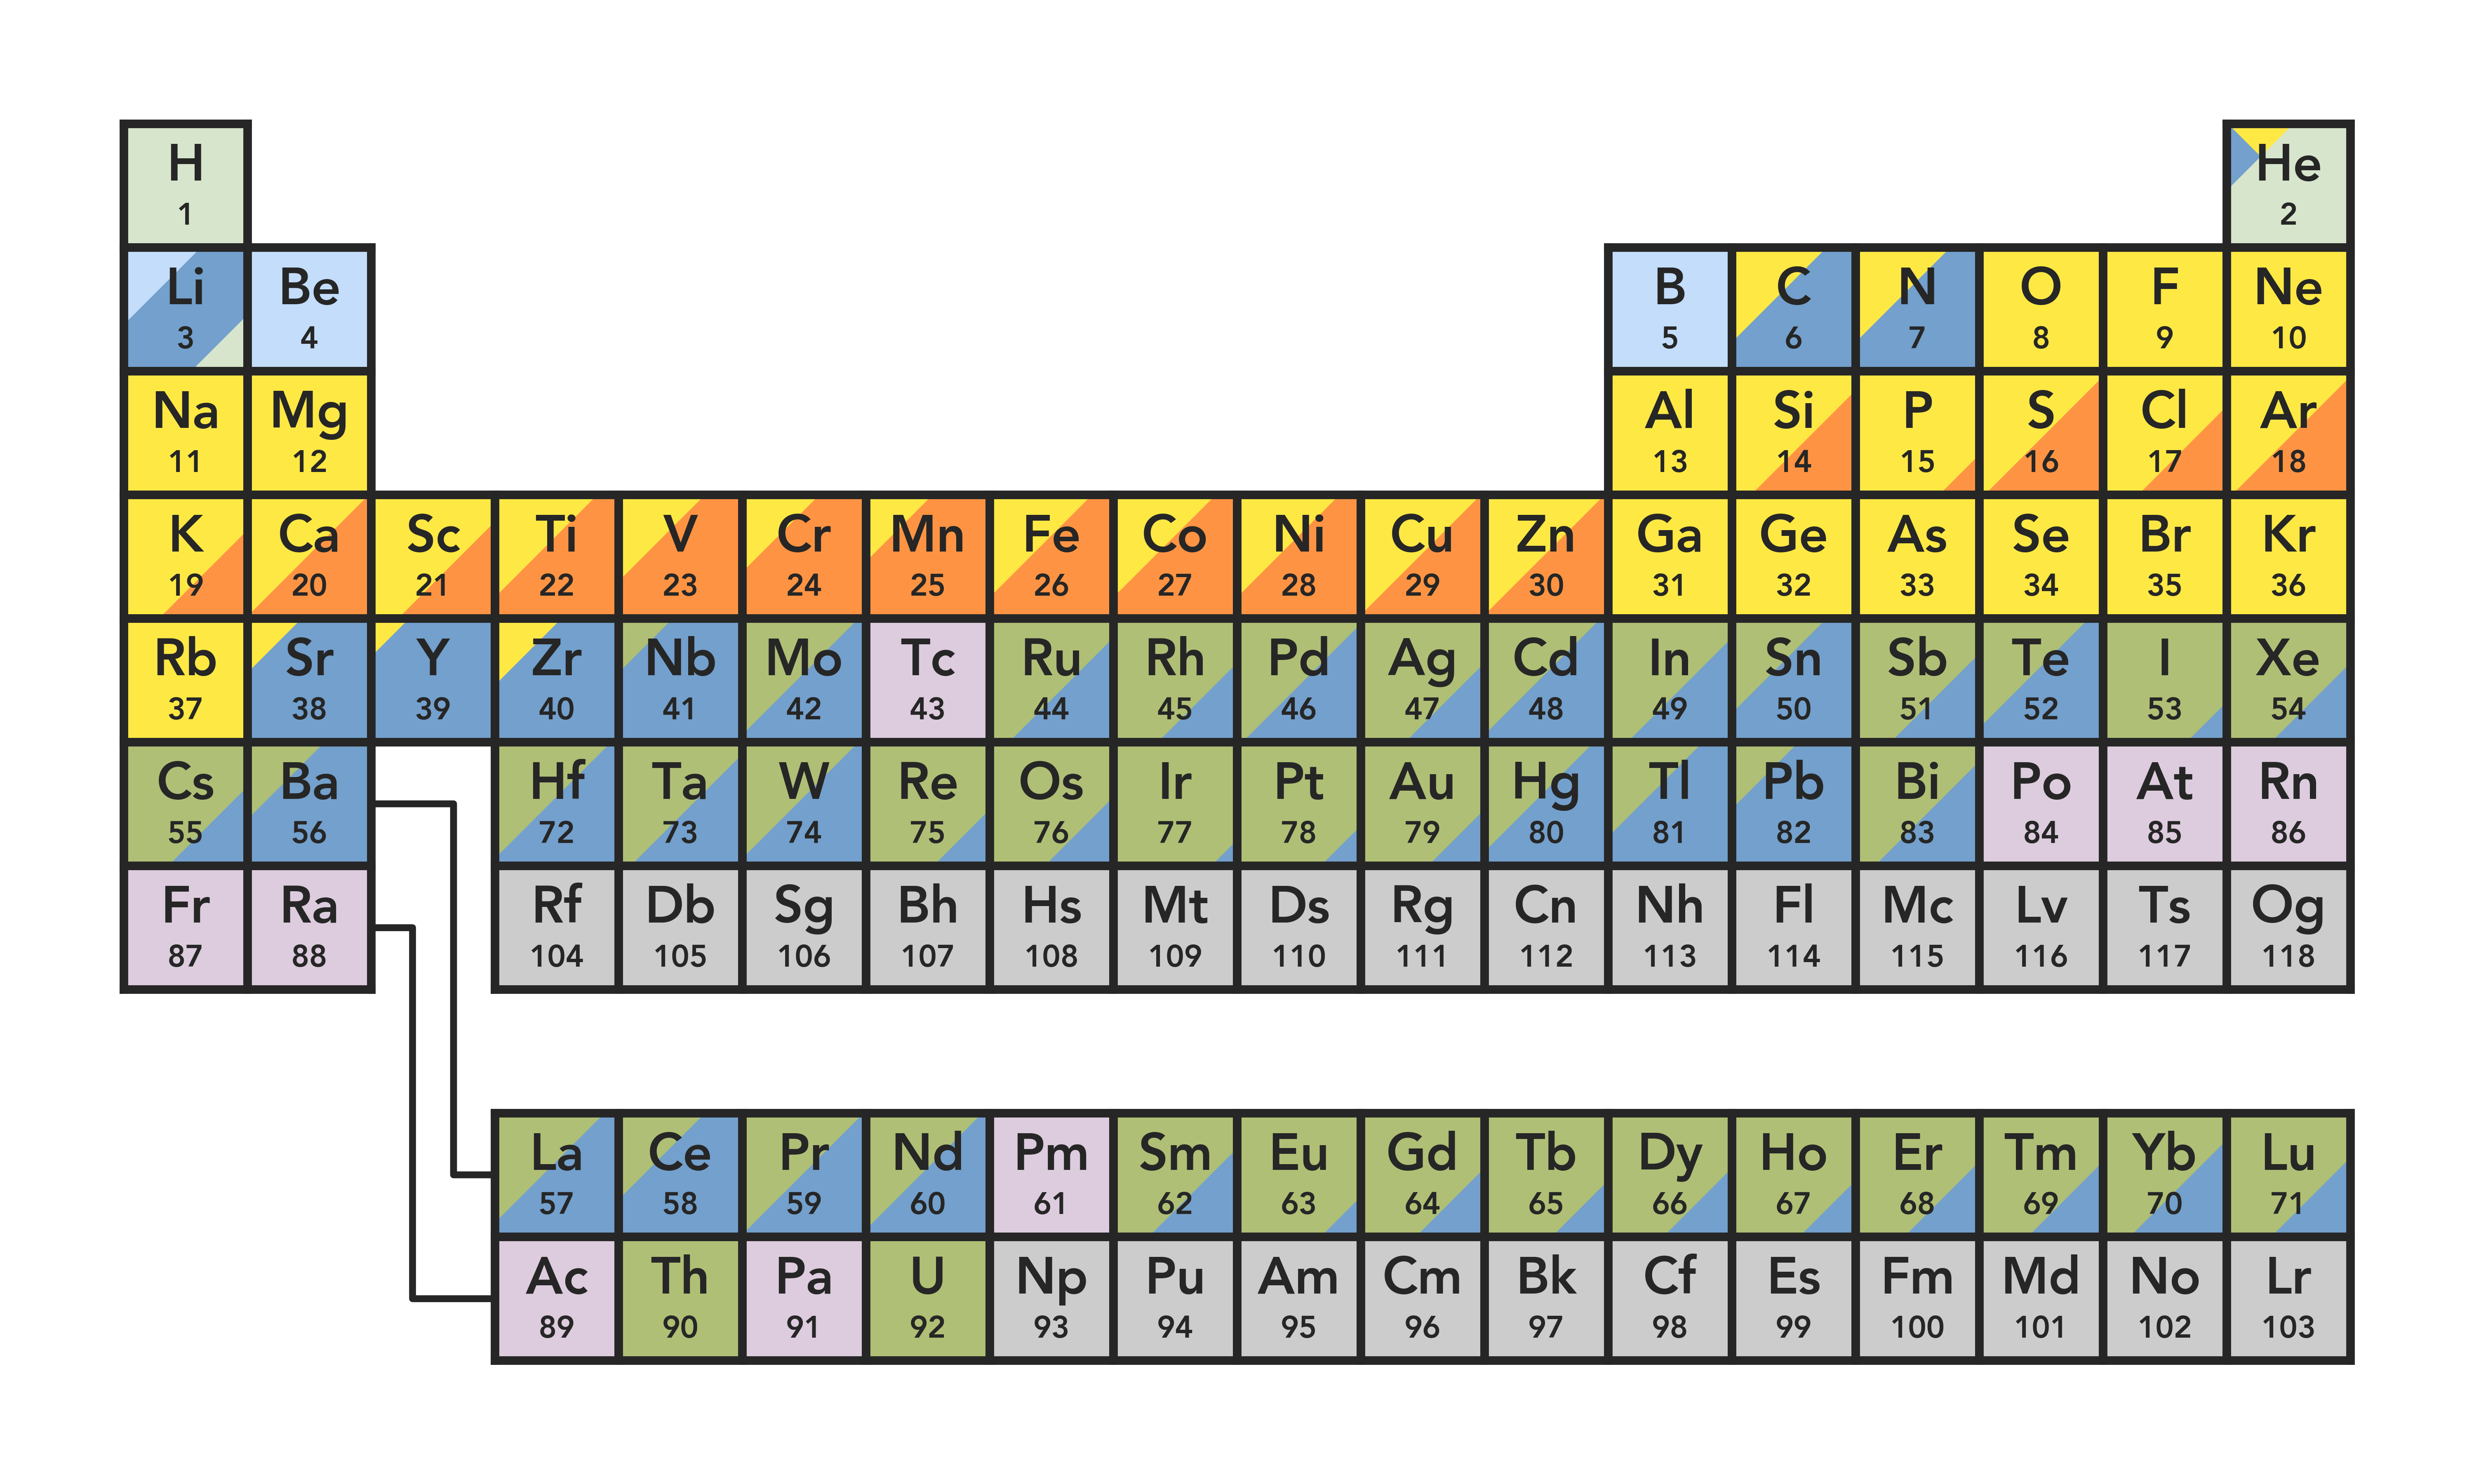 H He
1 2
Li Be B C N O F Ne
3 4 5 6 7 8 9 10
Na Mg Al Si P S Cl Ar
11 12 13 14 15 16 17 18
K Ca Sc Ti V Cr Mn Fe Co Ni Cu Zn Ga Ge As Se Br Kr
19 20 21 22 23 24 25 26 27 28 29 30 31 32 33 34 35 36
Rb Sr Y Zr Nb Mo Tc Ru Rh Pd Ag Cd In Sn Sb Te I Xe
37 38 39 40 41 42 43 44 45 46 47 48 49 50 51 52 53 54
Cs Ba Hf Ta W Re Os Ir Pt Au Hg Tl Pb Bi Po At Rn
55 56 72 73 74 75 76 77 78 79 80 81 82 83 84 85 86
Fr Ra Rf Db Sg Bh Hs Mt Ds Rg Cn Nh Fl Mc Lv Ts Og
87 88 104 105 106 107 108 109 110 111 112 113 114 115 116 117 118
La Ce Pr Nd Pm Sm Eu Gd Tb Dy Ho Er Tm Yb Lu
57 58 59 60 61 62 63 64 65 66 67 68 69 70 71
Ac Th Pa U Np Pu Am Cm Bk Cf Es Fm Md No Lr
89 90 91 92 93 94 95 96 97 98 99 100 101 102 103